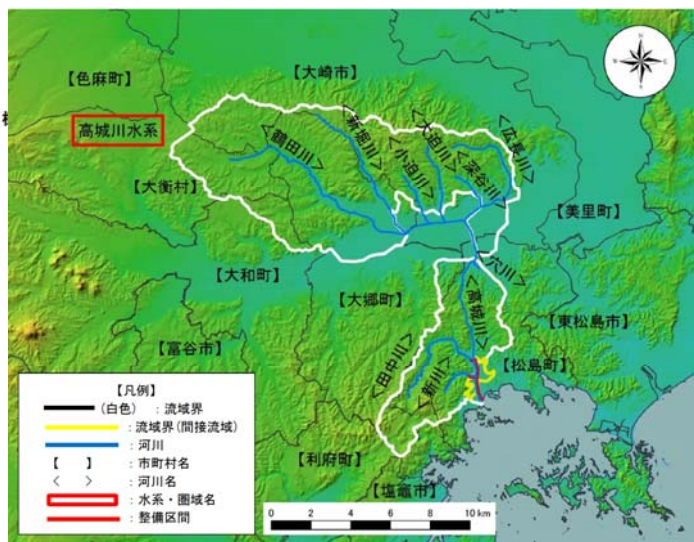 【色麻町】
【大崎市】
高城川水系
<鶴田川>
<新堀川>
<小迫川>
<大迫川>
<深谷川>
<広長川>
【大衡村】
【美里町】
<穴川>
【大和町】
【大郷町】
<高城川>
【東松島市】
【富谷市】
<田中川>
<新川>
【松島町】
【利府町】
【塩竈市】
【凡例】
(白色) : 流域界
: 流域界(間接流域)
: 河川
【 】 : 市町村名
< > : 河川名
: 水系・圏域名
: 整備区間
0 2 4 6 8 10 km
N
E
S
W